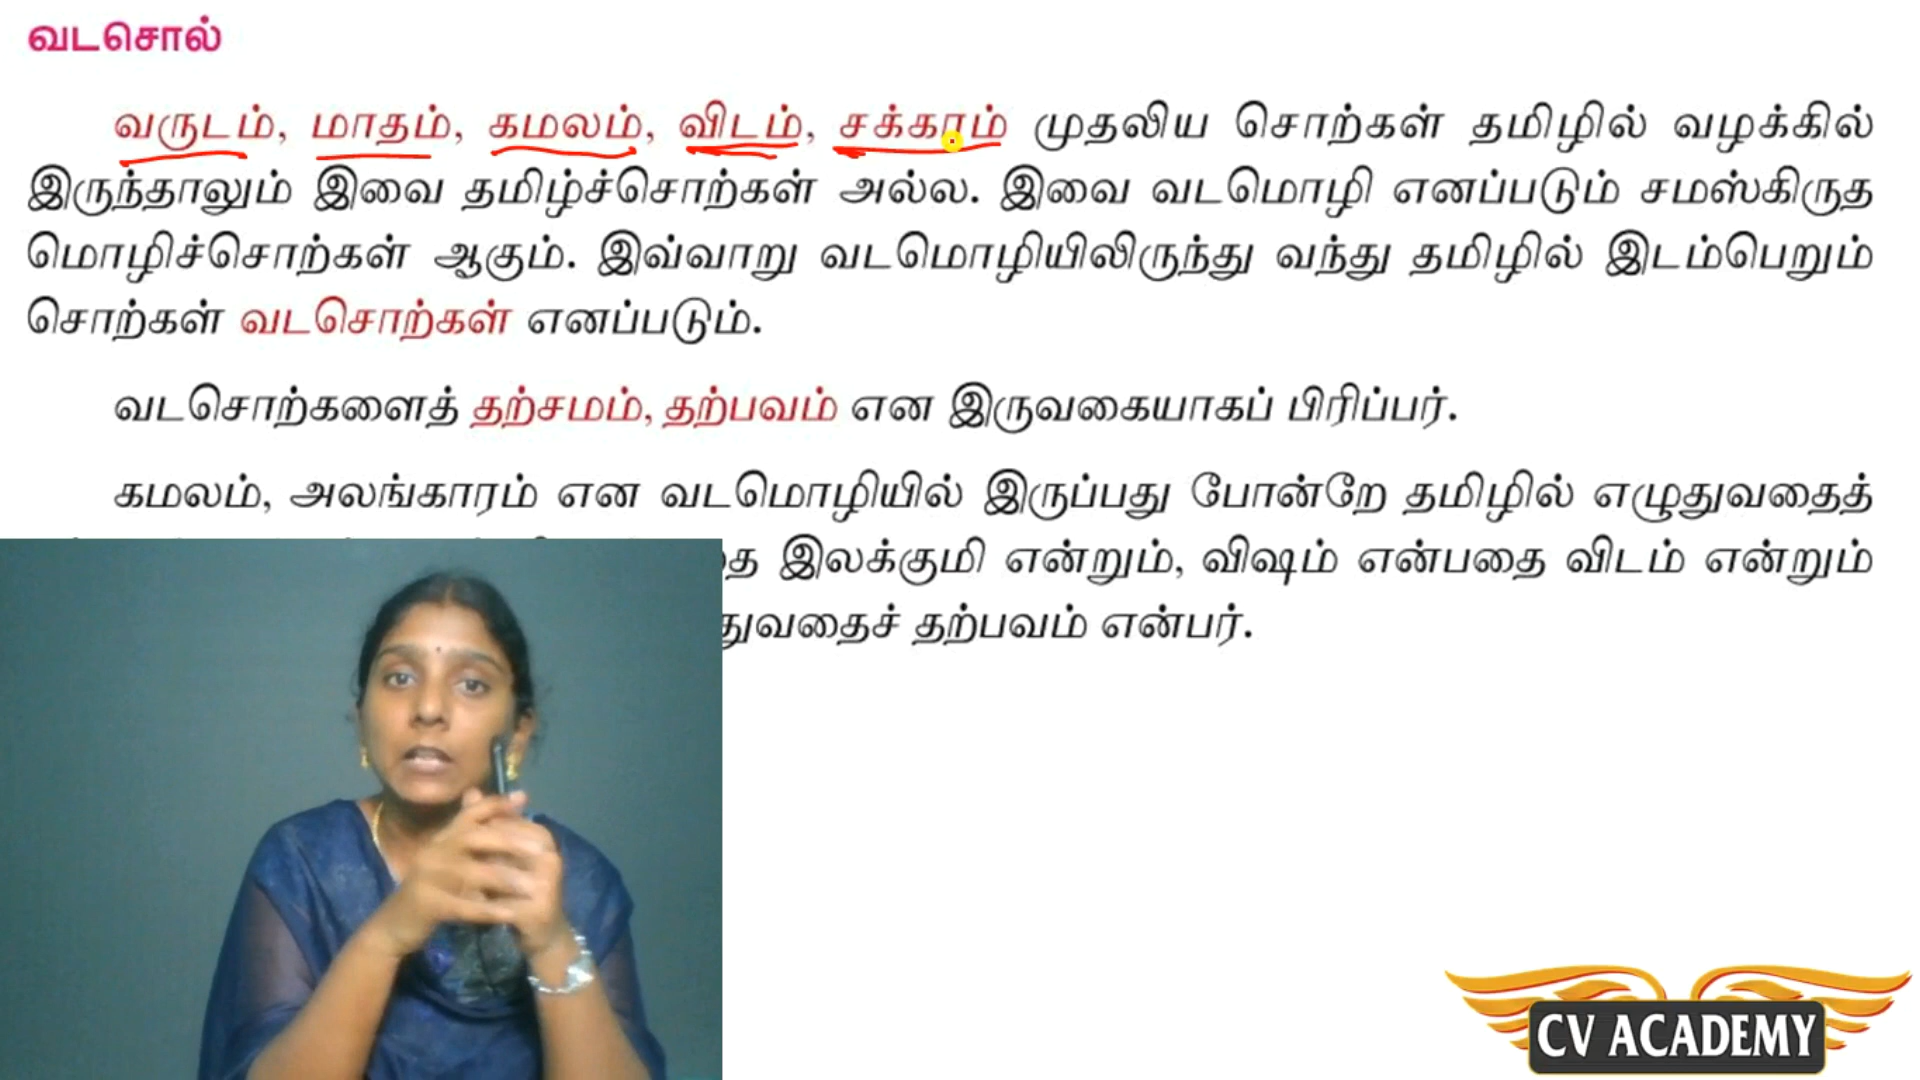 வடசொல்
வருடம், மாதம், கமலம், விடம், சக்கரம் முதலிய சொற்கள் தமிழில் வழக்கில்
இருந்தாலும் இவை தமிழ்ச்சொற்கள் அல்ல. இவை வடமொழி எனப்படும் சமஸ்கிருத
மொழிச்சொற்கள் ஆகும். இவ்வாறு வடமொழியிலிருந்து வந்து தமிழில் இடம்பெறும்
சொற்கள் வடசொற்கள் எனப்படும்.
வடசொற்களைத் தற்சமம், தற்பவம் என இருவகையாகப் பிரிப்பர்.
கமலம், அலங்காரம் என வடமொழியில் இருப்பது போன்றே தமிழில் எழுதுவதைத்
இலக்குமி என்றும், விஷம் என்பதை விடம் என்றும்
தற்பவம் என்பர்.
CV ACADEMY